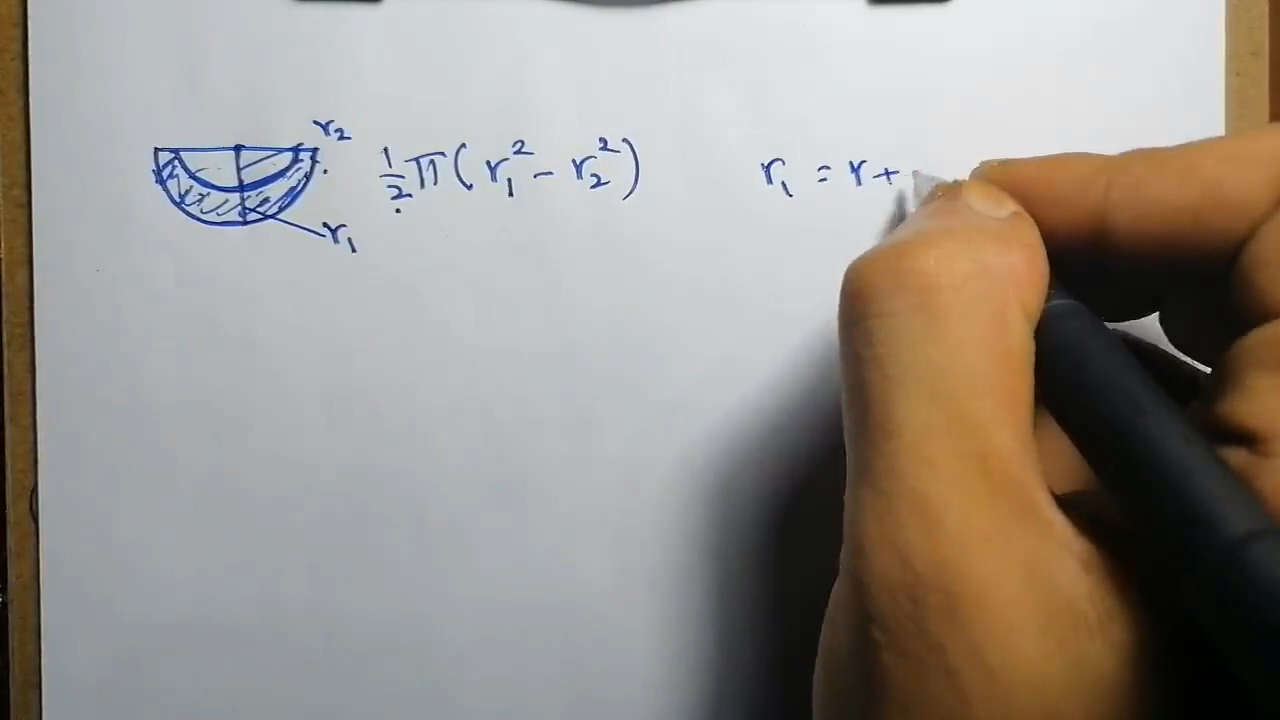 r₂
½π(r₁² − r₂²) r₁ = r +
r₁